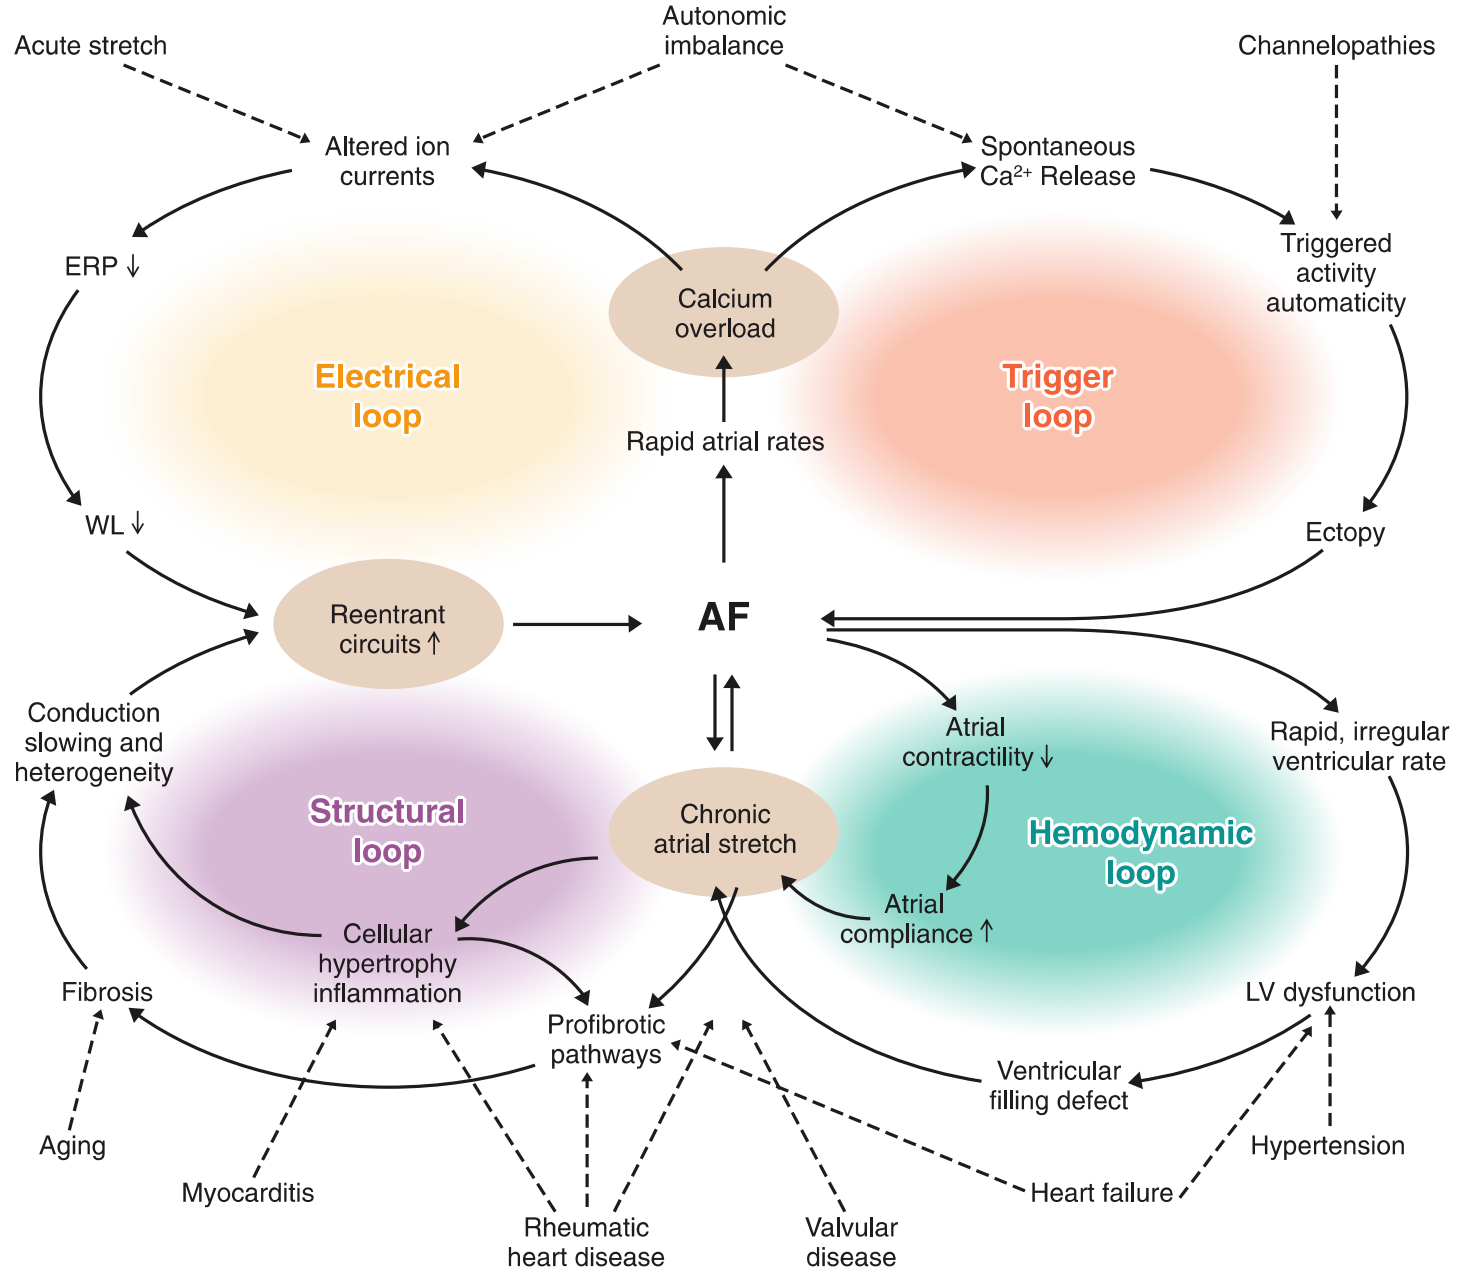 Autonomic
imbalance
Acute stretch
Channelopathies
Altered ion
currents
Spontaneous
Ca²⁺ Release
Triggered
activity
automaticity
ERP ↓
Calcium
overload
Electrical
loop
Trigger
loop
Rapid atrial rates
WL ↓
Ectopy
Reentrant
circuits ↑
AF
Conduction
slowing and
heterogeneity
Atrial
contractility ↓
Rapid, irregular
ventricular rate
Structural
loop
Chronic
atrial stretch
Hemodynamic
loop
Atrial
compliance ↑
Cellular
hypertrophy
inflammation
Fibrosis
LV dysfunction
Profibrotic
pathways
Ventricular
filling defect
Aging
Hypertension
Myocarditis
Heart failure
Rheumatic
heart disease
Valvular
disease